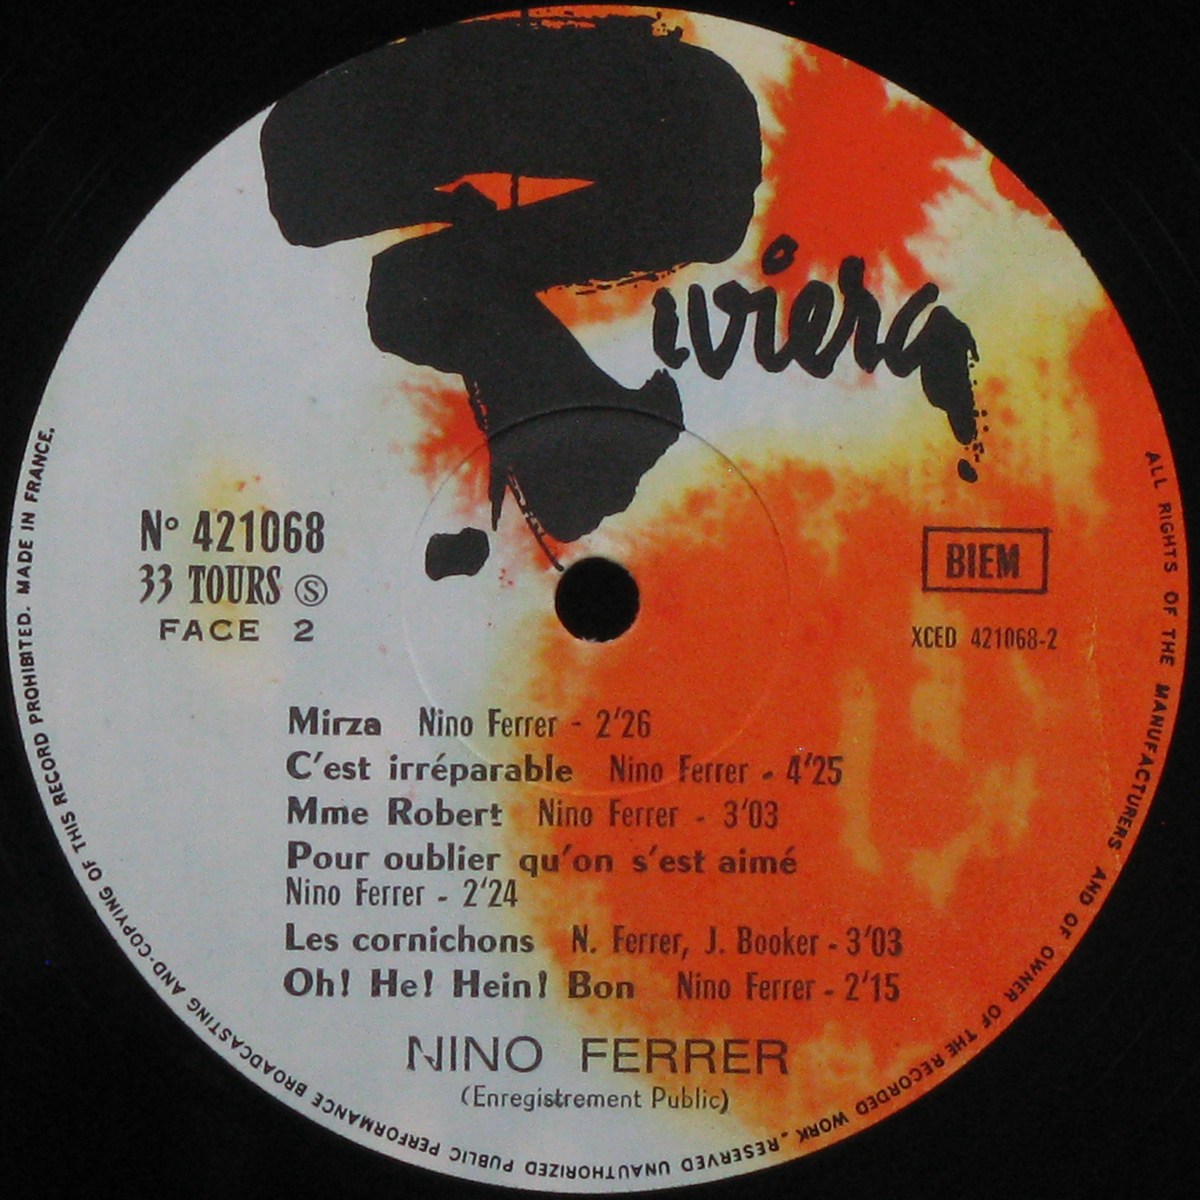 Riviera
N° 421068
33 TOURS Ⓢ
FACE 2
BIEM
XCED 421068-2
Mirza Nino Ferrer - 2'26
C'est irréparable Nino Ferrer - 4'25
Mme Robert Nino Ferrer - 3'03
Pour oublier qu'on s'est aimé
Nino Ferrer - 2'24
Les cornichons N. Ferrer, J. Booker - 3'03
Oh! He! Hein! Bon Nino Ferrer - 2'15
NINO FERRER
(Enregistrement Public)
ALL RIGHTS OF THE MANUFACTURERS AND OF OWNER OF THE RECORDED WORK_RESERVED UNAUTHORIZED PUBLIC PERFORMANCE BROADCASTING AND-COPYING OF THIS RECORD PROHIBITED. MADE IN FRANCE.